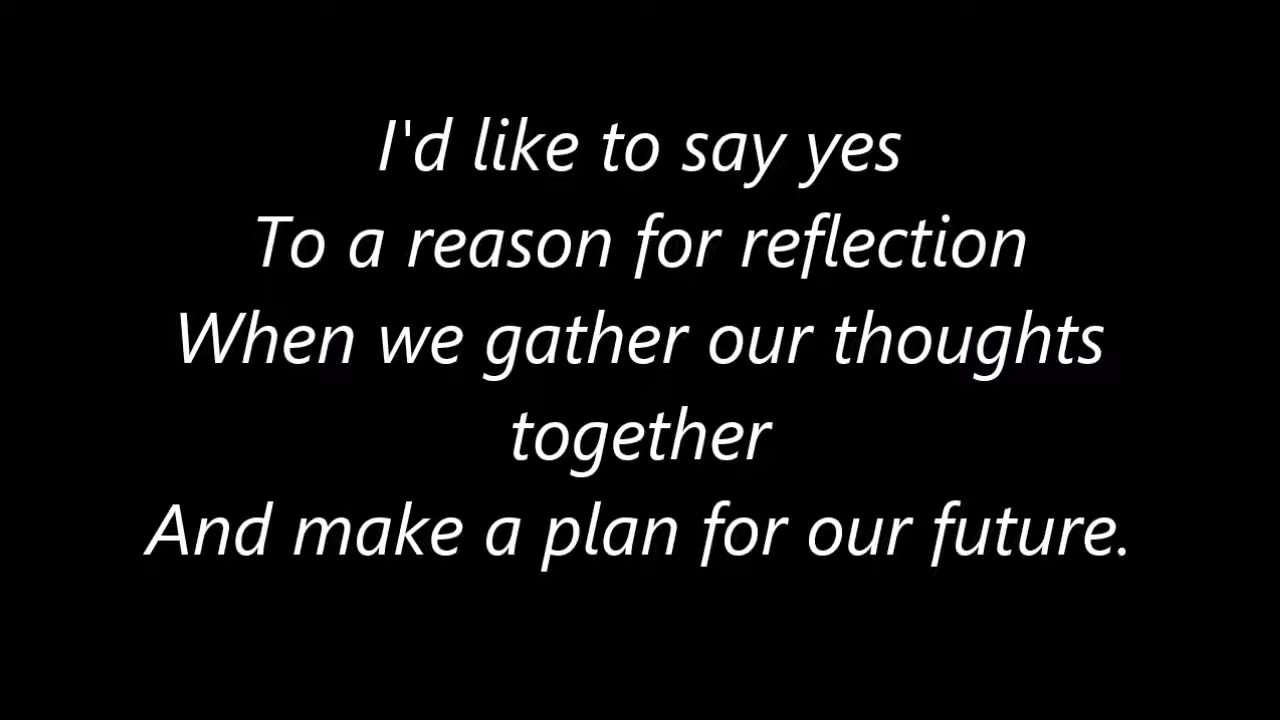 I'd like to say yes
To a reason for reflection
When we gather our thoughts
together
And make a plan for our future.